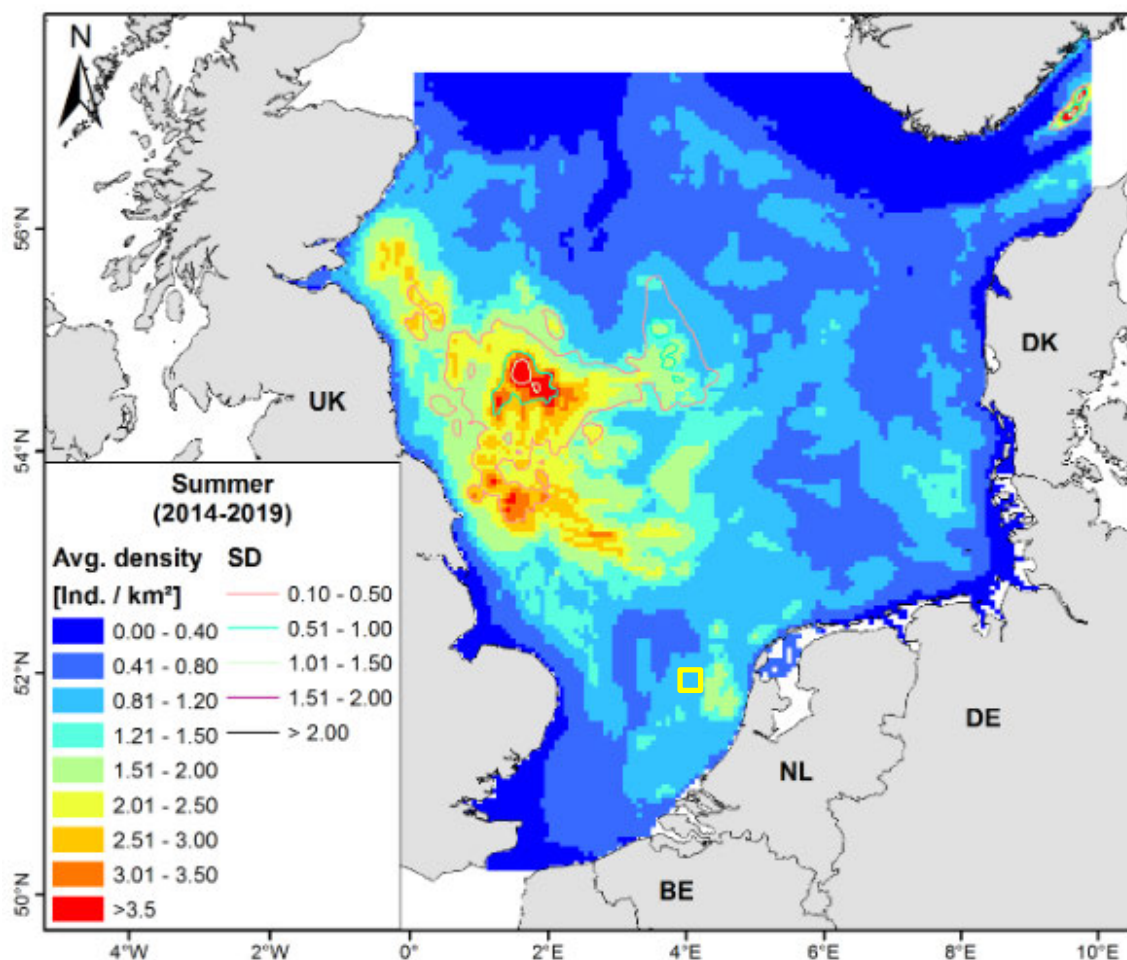 N
56°N
54°N
52°N
50°N
UK
DK
DE
NL
BE
Summer
(2014-2019)
Avg. density
[Ind. / km²]
0.00 - 0.40
0.41 - 0.80
0.81 - 1.20
1.21 - 1.50
1.51 - 2.00
2.01 - 2.50
2.51 - 3.00
3.01 - 3.50
>3.5
SD
0.10 - 0.50
0.51 - 1.00
1.01 - 1.50
1.51 - 2.00
> 2.00
4°W
2°W
0°
2°E
4°E
6°E
8°E
10°E